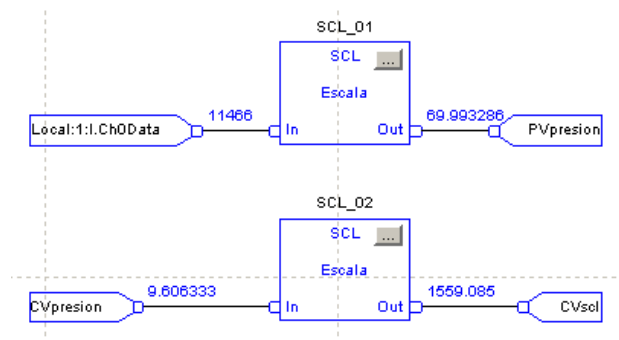 SCL_01
SCL ...
Escala
Local:1:I.Ch0Data 11466 In Out 69.993286 PVpresion
SCL_02
SCL ...
Escala
CVpresion 9.606333 In Out 1559.085 CVscl